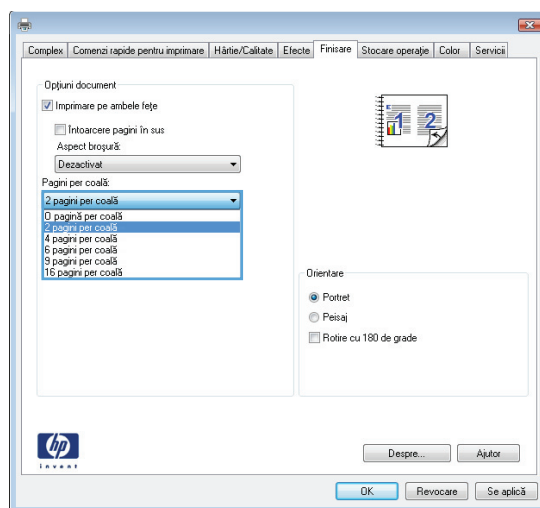 Complex Comenzi rapide pentru imprimare Hârtie/Calitate Efecte Finisare Stocare operaţie Color Servicii
Opţiuni document
Imprimare pe ambele feţe
Întoarcere pagini în sus
Aspect broşură:
Dezactivat
Pagini per coală:
2 pagini per coală
O pagină per coală
2 pagini per coală
4 pagini per coală
6 pagini per coală
9 pagini per coală
16 pagini per coală
1 2
Orientare
Portret
Peisaj
Rotire cu 180 de grade
hp
invent
Despre... Ajutor
OK Revocare Se aplică